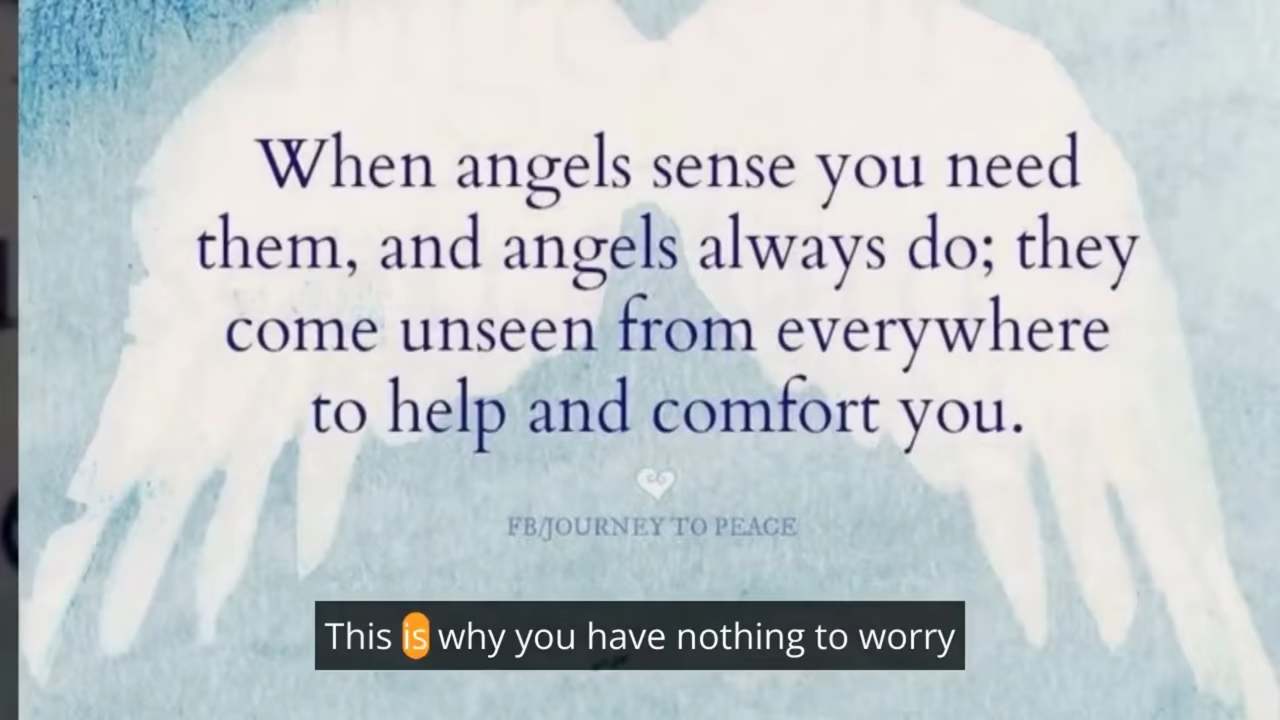 When angels sense you need
them, and angels always do; they
come unseen from everywhere
to help and comfort you.
FB/JOURNEY TO PEACE
This is why you have nothing to worry